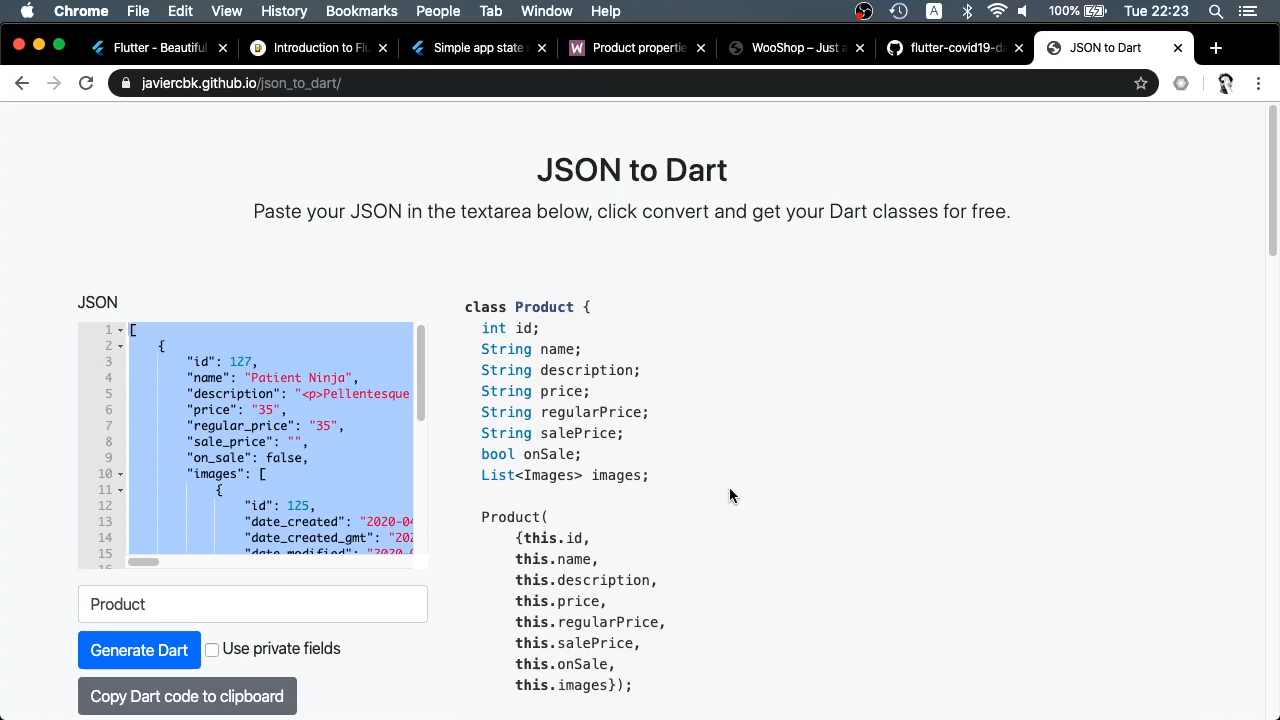 Chrome File Edit View History Bookmarks People Tab Window Help A 100% Tue 22:23
Flutter - Beautiful Introduction to Flu Simple app state Product propertie WooShop – Just a flutter-covid19-da JSON to Dart
javiercbk.github.io/json_to_dart/
JSON to Dart
Paste your JSON in the textarea below, click convert and get your Dart classes for free.
JSON
1 [
2 {
3 "id": 127,
4 "name": "Patient Ninja",
5 "description": "<p>Pellentesque
6 "price": "35",
7 "regular_price": "35",
8 "sale_price": "",
9 "on_sale": false,
10 "images": [
11 {
12 "id": 125,
13 "date_created": "2020-04
14 "date_created_gmt": "202
15 "date_modified": "2020-0
16
Product
Generate Dart Use private fields
Copy Dart code to clipboard
class Product {
int id;
String name;
String description;
String price;
String regularPrice;
String salePrice;
bool onSale;
List<Images> images;
Product(
{this.id,
this.name,
this.description,
this.price,
this.regularPrice,
this.salePrice,
this.onSale,
this.images});